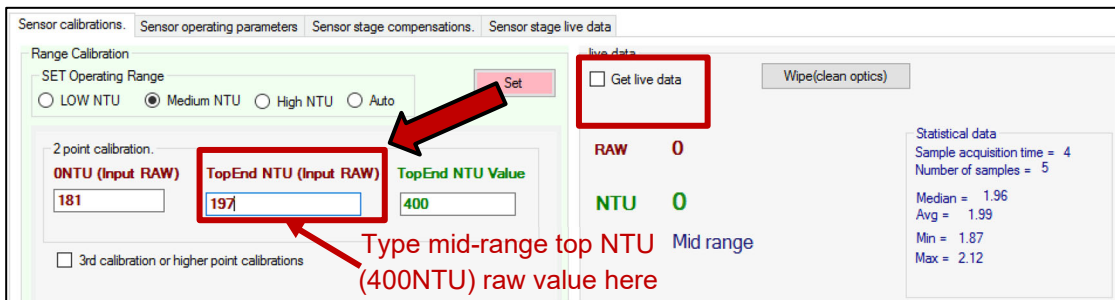 Sensor calibrations. Sensor operating parameters Sensor stage compensations. Sensor stage live data
Range Calibration
SET Operating Range
LOW NTU Medium NTU High NTU Auto
Set
2 point calibration.
0NTU (Input RAW) TopEnd NTU (Input RAW) TopEnd NTU Value
181 197 400
3rd calibration or higher point calibrations
Type mid-range top NTU
(400NTU) raw value here
live data
Get live data
Wipe(clean optics)
RAW 0
NTU 0
Mid range
Statistical data
Sample acquisition time = 4
Number of samples = 5
Median = 1.96
Avg = 1.99
Min = 1.87
Max = 2.12